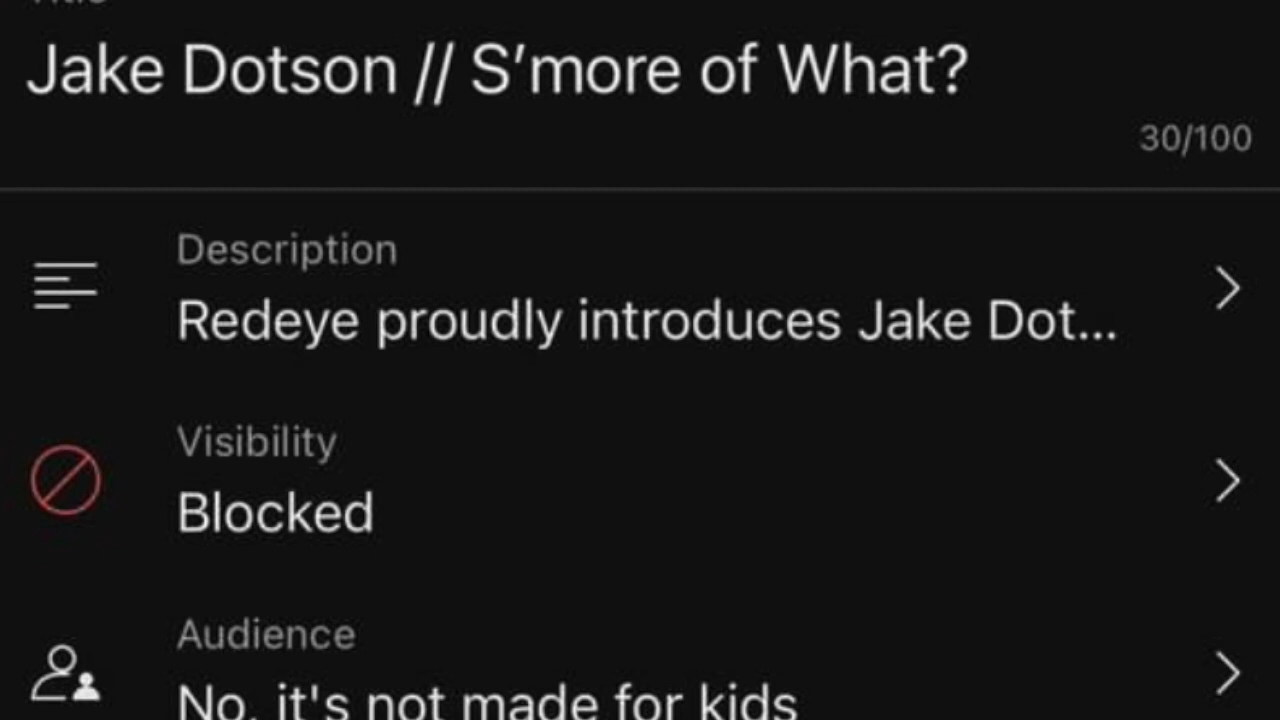 Jake Dotson // S’more of What?
30/100
Description
Redeye proudly introduces Jake Dot...
Visibility
Blocked
Audience
No, it's not made for kids